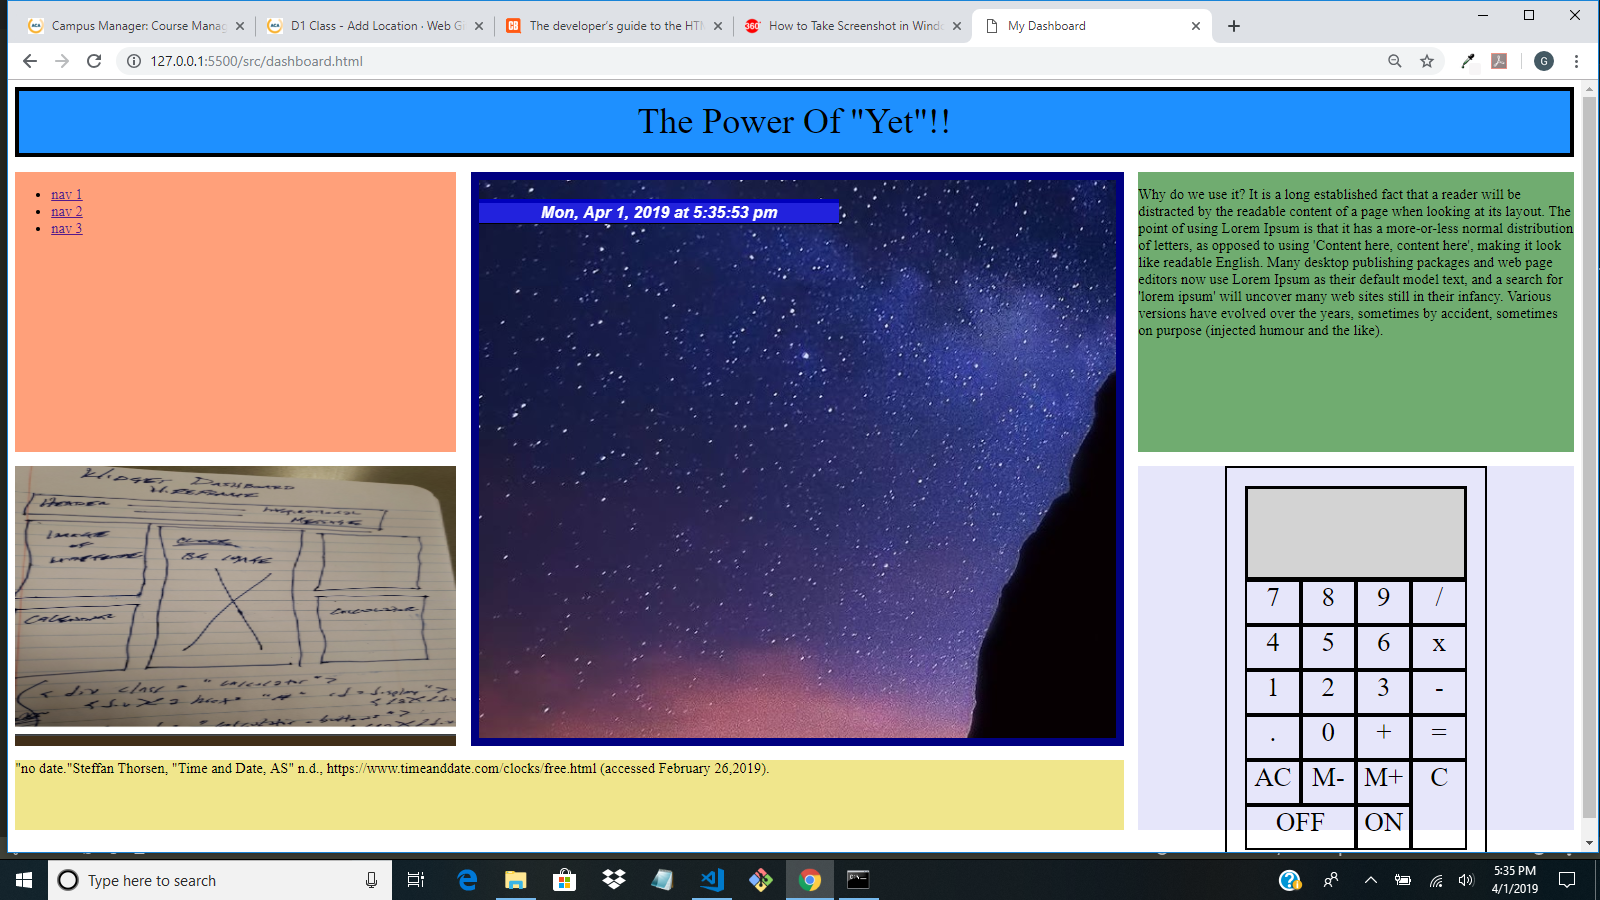 Campus Manager: Course Manag
D1 Class - Add Location · Web G
The developer's guide to the HTM
How to Take Screenshot in Windo
My Dashboard
127.0.0.1:5500/src/dashboard.html
G
The Power Of "Yet"!!
nav 1
nav 2
nav 3
Mon, Apr 1, 2019 at 5:35:53 pm
Why do we use it? It is a long established fact that a reader will be
distracted by the readable content of a page when looking at its layout. The
point of using Lorem Ipsum is that it has a more-or-less normal distribution
of letters, as opposed to using 'Content here, content here', making it look
like readable English. Many desktop publishing packages and web page
editors now use Lorem Ipsum as their default model text, and a search for
'lorem ipsum' will uncover many web sites still in their infancy. Various
versions have evolved over the years, sometimes by accident, sometimes
on purpose (injected humour and the like).
Widget Dashboard
Wireframe
Header
Inspirational
Message
Image
of
Wireframe
Clock
BG Image
Calendar
Calculator
< div class = "calculator">
7 8 9 /
4 5 6 x
1 2 3 -
. 0 + =
AC M- M+ C
OFF ON
"no date."Steffan Thorsen, "Time and Date, AS" n.d., https://www.timeanddate.com/clocks/free.html (accessed February 26,2019).
Type here to search
5:35 PM
4/1/2019